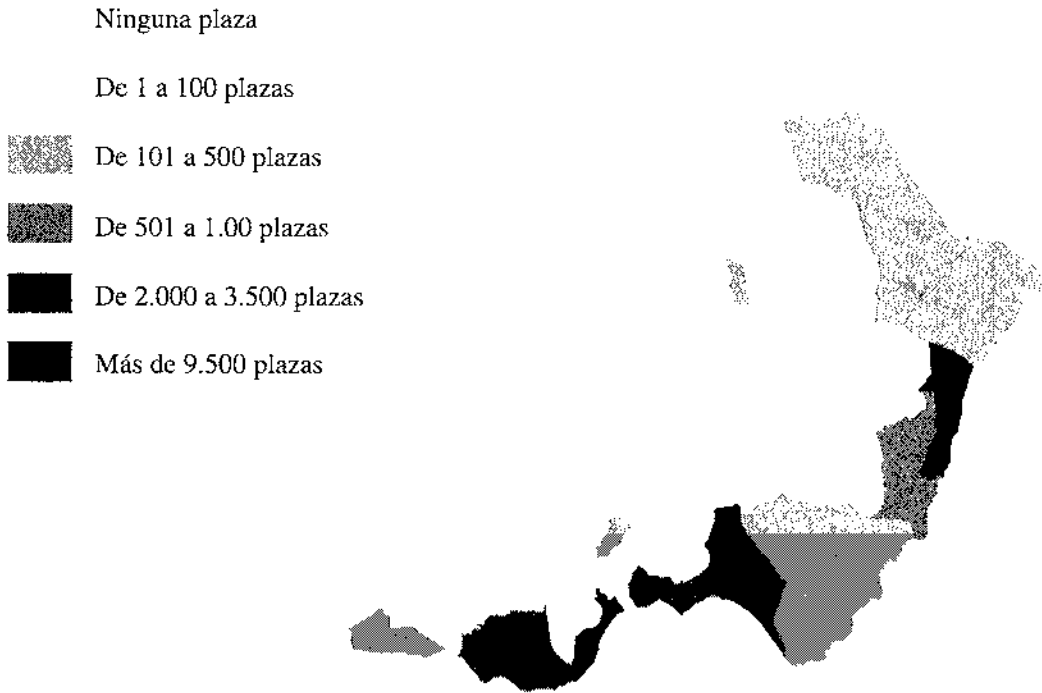 Ninguna plaza
De 1 a 100 plazas
De 101 a 500 plazas
De 501 a 1.00 plazas
De 2.000 a 3.500 plazas
Más de 9.500 plazas